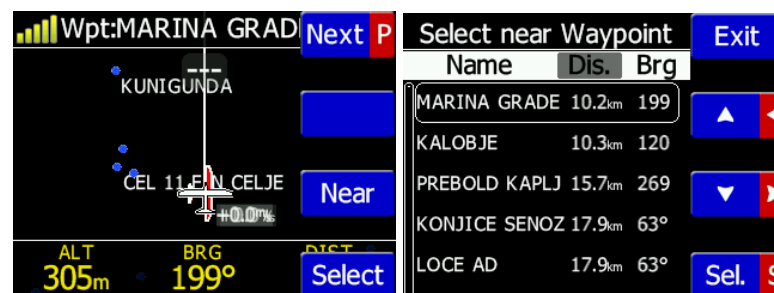 Wpt:MARINA GRAD
Next P
---
KUNIGUNDA
CEL 11 FAN CELJE
Near
+0.0m/s
ALT BRG DIST
305m 199° Select
Select near Waypoint Exit
Name Dis. Brg
MARINA GRADE 10.2km 199
KALOBJE 10.3km 120
PREBOLD KAPLJ 15.7km 269
KONJICE SENOZ 17.9km 63°
LOCE AD 17.9km 63°
Sel. S